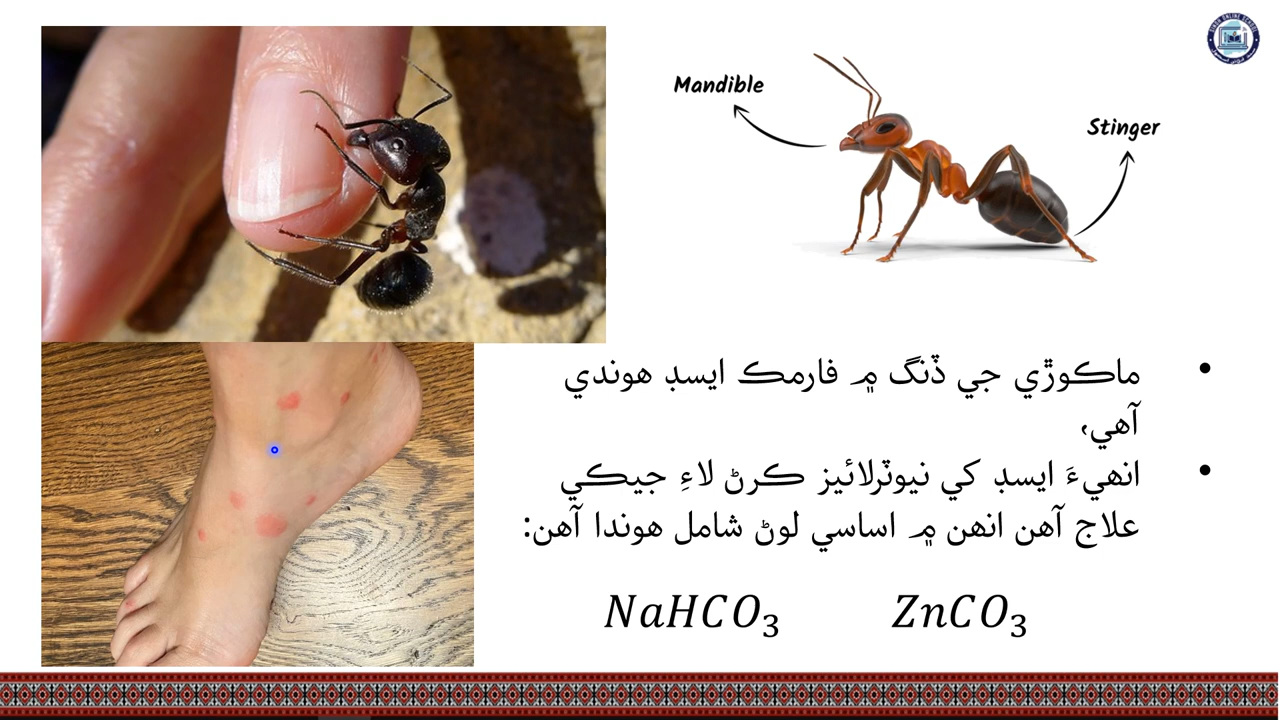 Mandible
Stinger
ماڪوڙي جي ڏنگ ۾ فارمڪ ايسڊ هوندي
آهي،
انهيءَ ايسڊ کي نيوٽرلائيز ڪرڻ لاءِ جيڪي
علاج آهن انهن ۾ اساسي لوڻ شامل هوندا آهن:
NaHCO₃ ZnCO₃